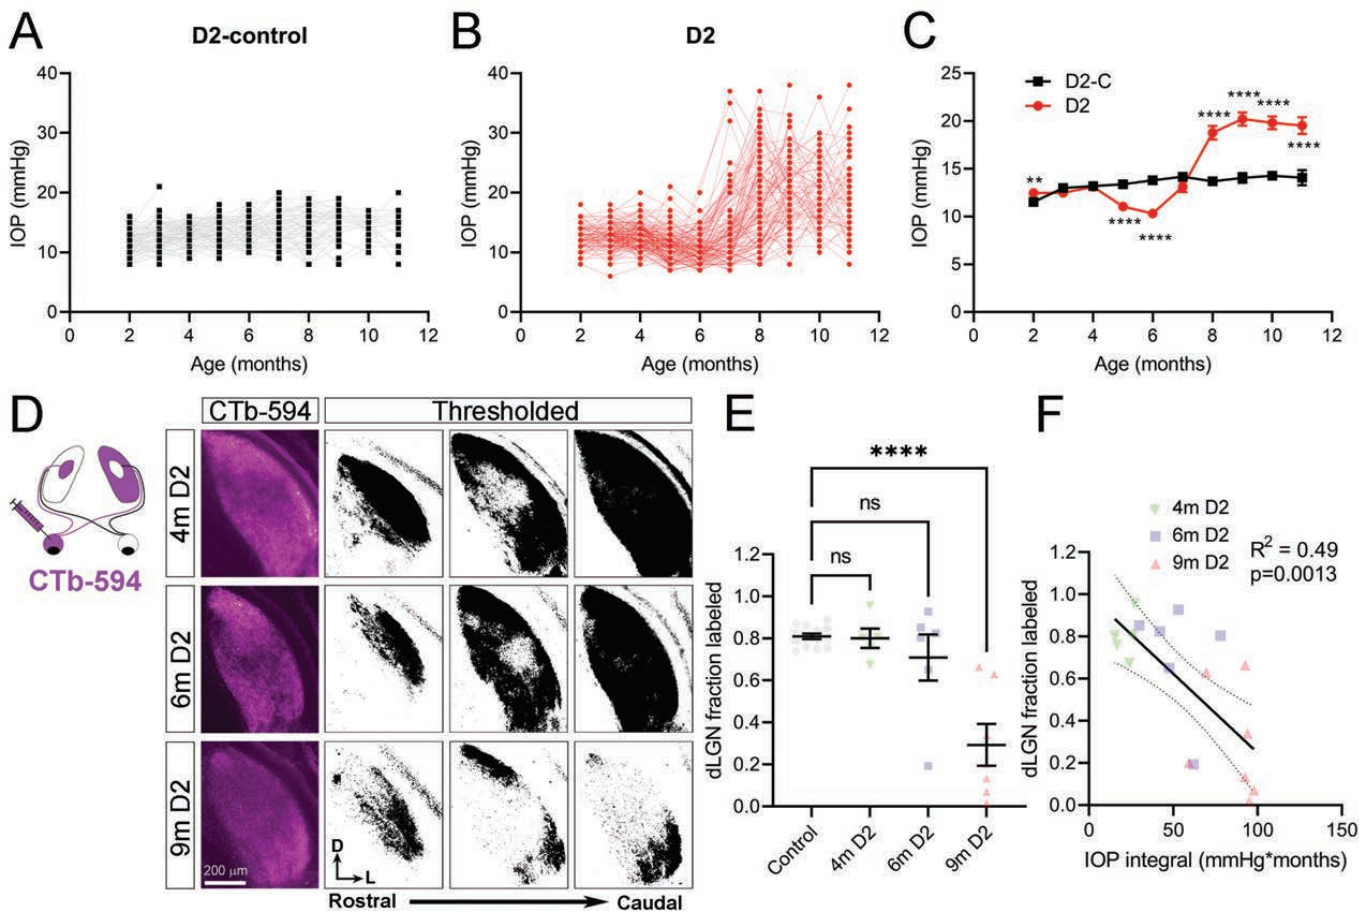 A
D2-control
IOP (mmHg)
40
30
20
10
0
0 2 4 6 8 10 12
Age (months)
B
D2
IOP (mmHg)
40
30
20
10
0
0 2 4 6 8 10 12
Age (months)
C
D2-C
D2
IOP (mmHg)
25
20
15
10
5
0
**
****
****
****
****
****
****
0 2 4 6 8 10 12
Age (months)
D
CTb-594
CTb-594 Thresholded
4m D2
6m D2
9m D2
200 μm
D
L
Rostral Caudal
E
****
ns
ns
dLGN fraction labeled
1.2
1.0
0.8
0.6
0.4
0.2
0.0
Control 4m D2 6m D2 9m D2
F
4m D2
6m D2
9m D2
R² = 0.49
p=0.0013
dLGN fraction labeled
1.2
1.0
0.8
0.6
0.4
0.2
0.0
0 50 100 150
IOP integral (mmHg*months)